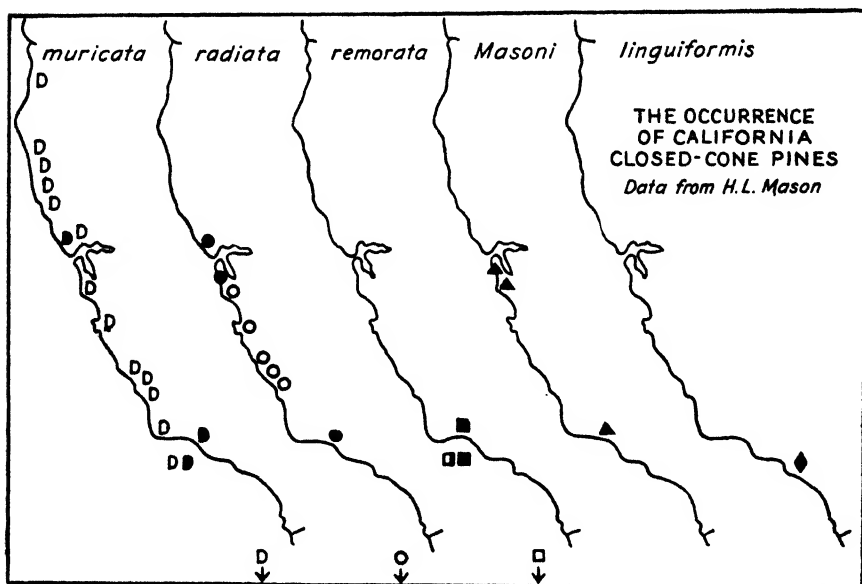 muricata radiata remorata Masoni linguiformis
THE OCCURRENCE
OF CALIFORNIA
CLOSED-CONE PINES
Data from H.L. Mason